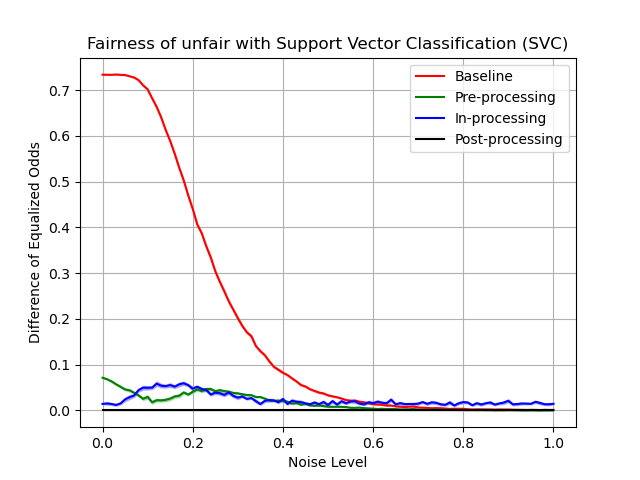 Fairness of unfair with Support Vector Classification (SVC)
Baseline
Pre-processing
In-processing
Post-processing
Difference of Equalized Odds
0.7
0.6
0.5
0.4
0.3
0.2
0.1
0.0
0.0 0.2 0.4 0.6 0.8 1.0
Noise Level